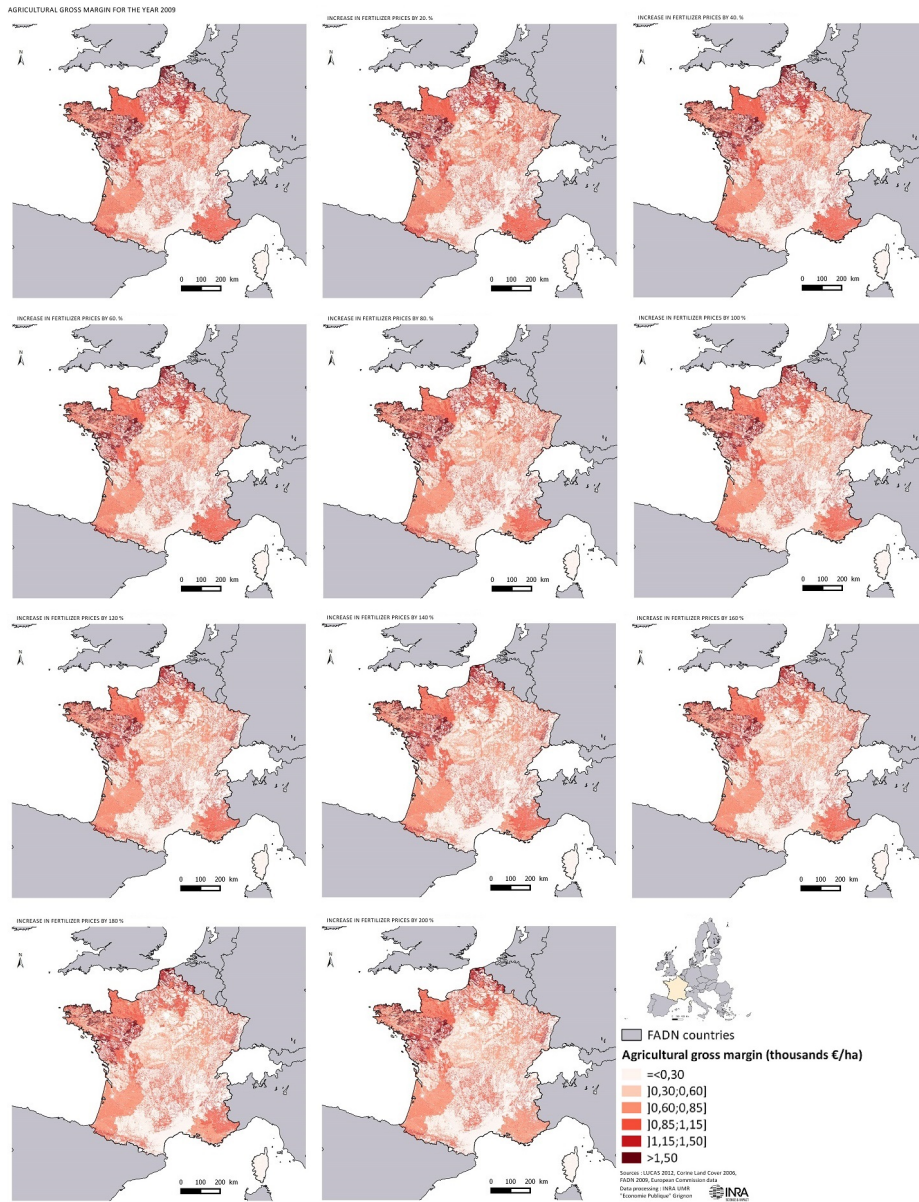 AGRICULTURAL GROSS MARGIN FOR THE YEAR 2009
INCREASE IN FERTILIZER PRICES BY 20. %
INCREASE IN FERTILIZER PRICES BY 40. %
N
N
N
0 100 200 km
0 100 200 km
0 100 200 km
INCREASE IN FERTILIZER PRICES BY 60. %
INCREASE IN FERTILIZER PRICES BY 80. %
INCREASE IN FERTILIZER PRICES BY 100 %
N
N
N
0 100 200 km
0 100 200 km
0 100 200 km
INCREASE IN FERTILIZER PRICES BY 120 %
INCREASE IN FERTILIZER PRICES BY 140 %
INCREASE IN FERTILIZER PRICES BY 160 %
N
N
N
0 100 200 km
0 100 200 km
0 100 200 km
INCREASE IN FERTILIZER PRICES BY 180 %
INCREASE IN FERTILIZER PRICES BY 200 %
N
N
0 100 200 km
0 100 200 km
FADN countries
Agricultural gross margin (thousands €/ha)
=<0,30
]0,30;0,60]
]0,60;0,85]
]0,85;1,15]
]1,15;1,50]
>1,50
Sources : LUCAS 2012, Corine Land Cover 2006,
FADN 2009, European Commission data
Data processing : INRA UMR
"Economie Publique" Grignon
INRA
SCIENCE & IMPACT